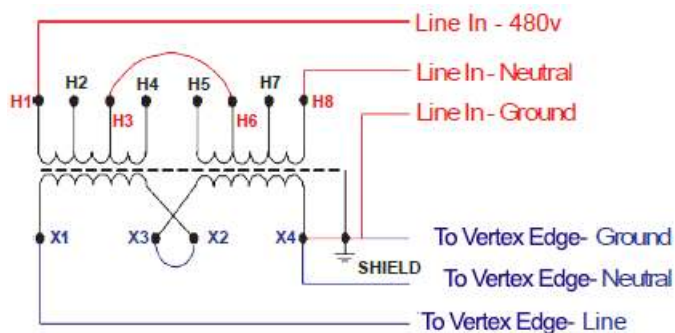 Line In - 480v
H2 H4 H5 H7 Line In - Neutral
H1 H3 H6 H8
Line In - Ground
X1 X3 X2 X4 To Vertex Edge- Ground
SHIELD
To Vertex Edge- Neutral
To Vertex Edge- Line